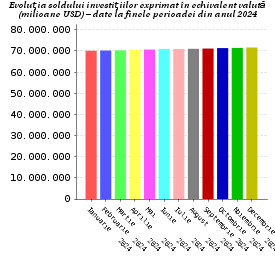 Evoluția soldului investițiilor exprimat în echivalent valută
(milioane USD) – date la finele perioadei din anul 2024
80.000.000
70.000.000
60.000.000
50.000.000
40.000.000
30.000.000
20.000.000
10.000.000
0
Ianuarie 2024
Februarie 2024
Martie 2024
Aprilie 2024
Mai 2024
Iunie 2024
Iulie 2024
August 2024
Septembrie 2024
Octombrie 2024
Noiembrie 2024
Decembrie 2024